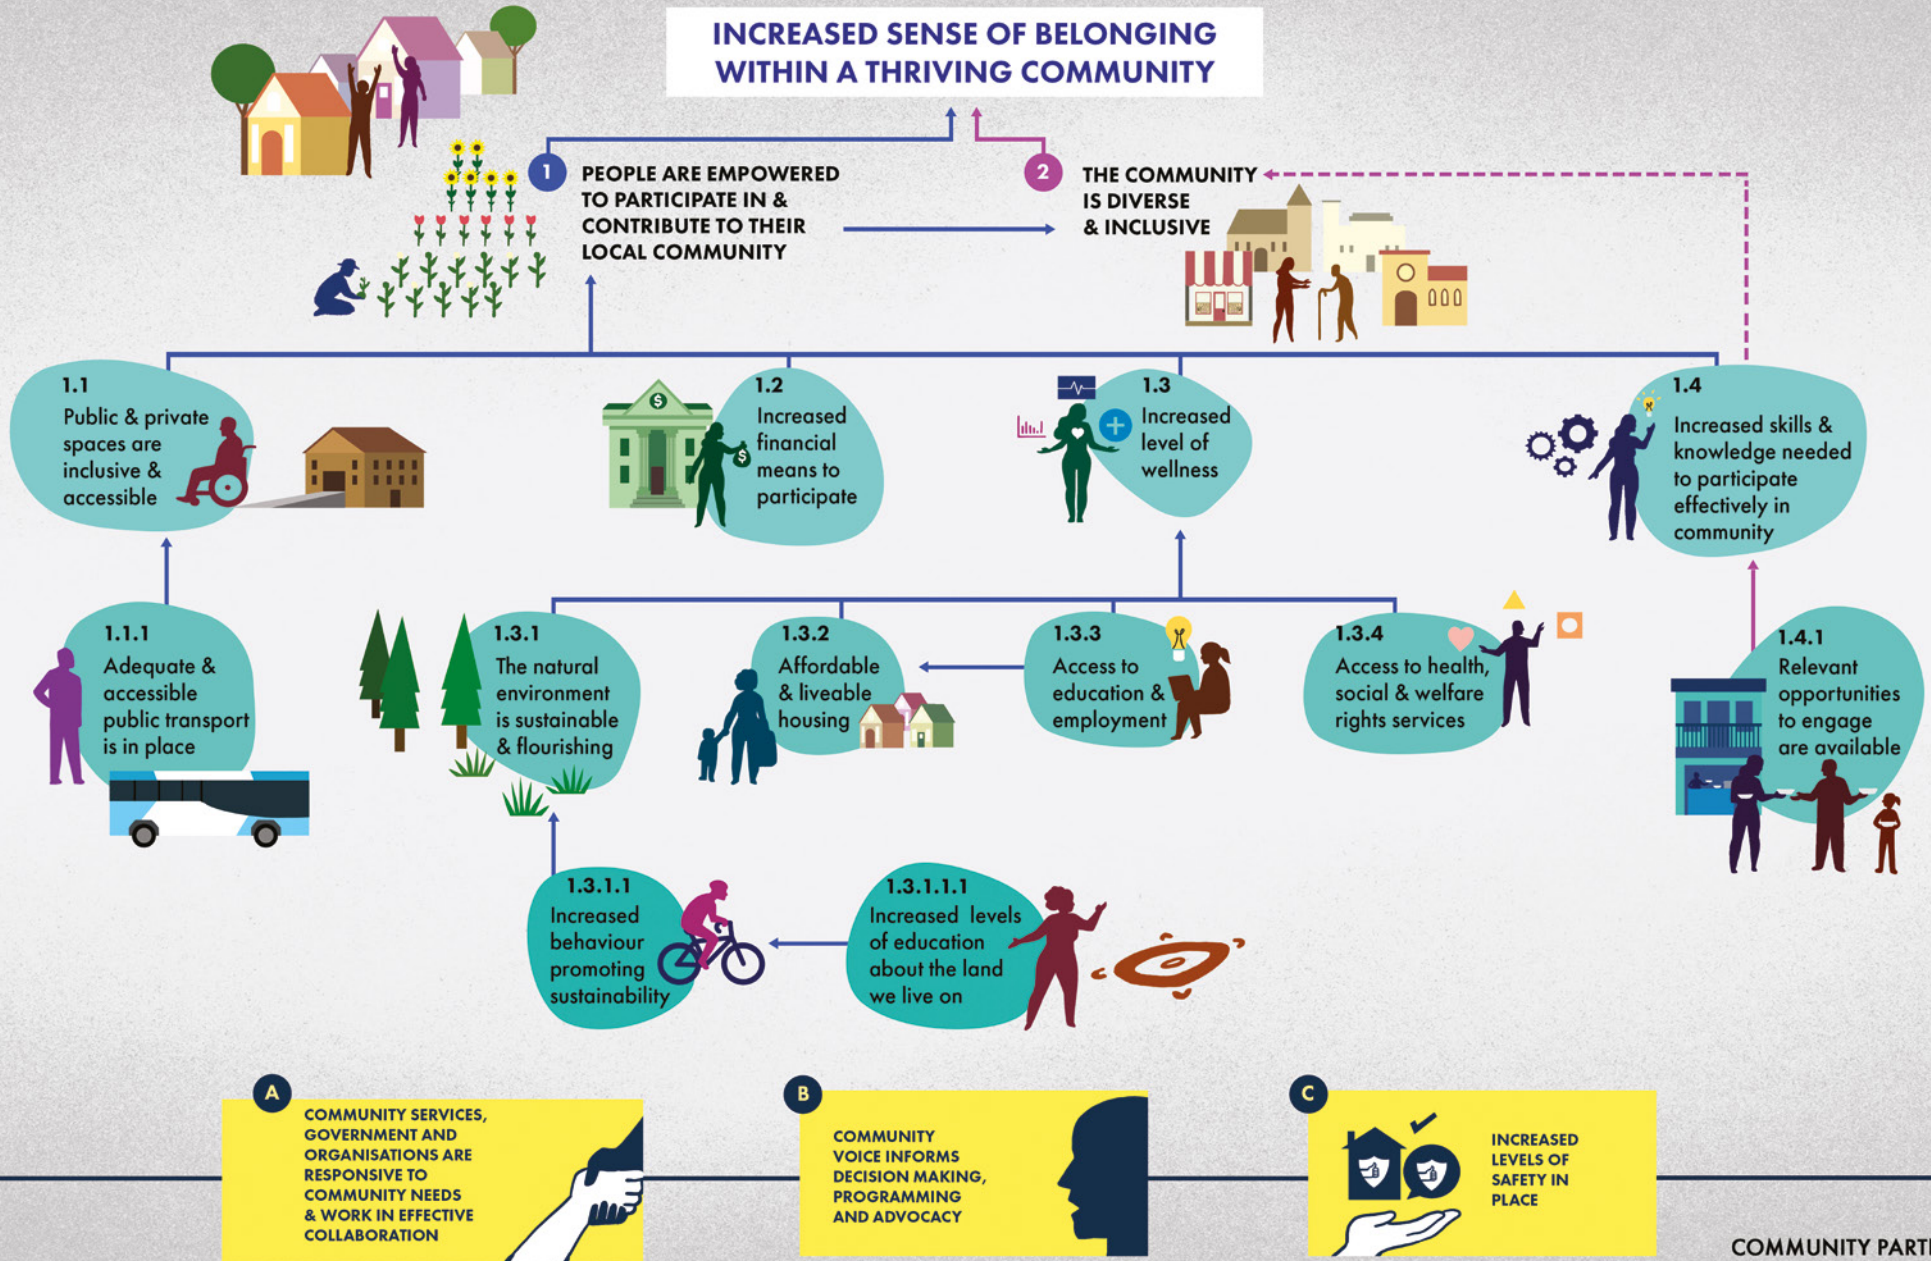 INCREASED SENSE OF BELONGING
WITHIN A THRIVING COMMUNITY
1
PEOPLE ARE EMPOWERED
TO PARTICIPATE IN &
CONTRIBUTE TO THEIR
LOCAL COMMUNITY
2
THE COMMUNITY
IS DIVERSE
& INCLUSIVE
1.1
Public & private
spaces are
inclusive &
accessible
$
$
1.2
Increased
financial
means to
participate
1.3
Increased
level of
wellness
1.4
Increased skills &
knowledge needed
to participate
effectively in
community
1.1.1
Adequate &
accessible
public transport
is in place
1.3.1
The natural
environment
is sustainable
& flourishing
1.3.2
Affordable
& liveable
housing
1.3.3
Access to
education &
employment
1.3.4
Access to health,
social & welfare
rights services
1.4.1
Relevant
opportunities
to engage
are available
1.3.1.1
Increased
behaviour
promoting
sustainability
1.3.1.1.1
Increased levels
of education
about the land
we live on
A
COMMUNITY SERVICES,
GOVERNMENT AND
ORGANISATIONS ARE
RESPONSIVE TO
COMMUNITY NEEDS
& WORK IN EFFECTIVE
COLLABORATION
B
COMMUNITY
VOICE INFORMS
DECISION MAKING,
PROGRAMMING
AND ADVOCACY
C
INCREASED
LEVELS OF
SAFETY IN
PLACE
COMMUNITY